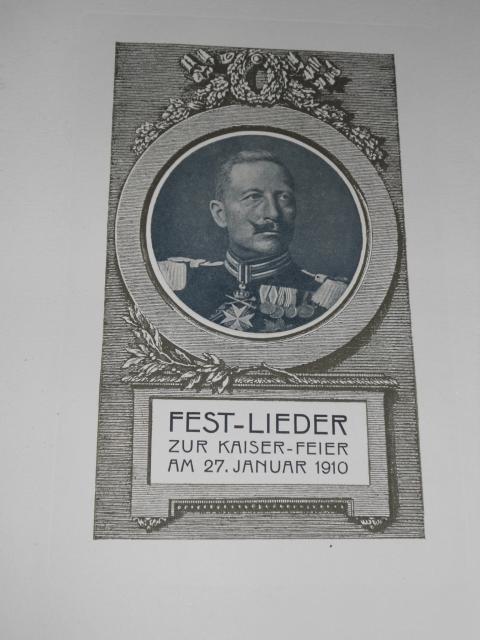 FEST-LIEDER
ZUR KAISER-FEIER
AM 27. JANUAR 1910